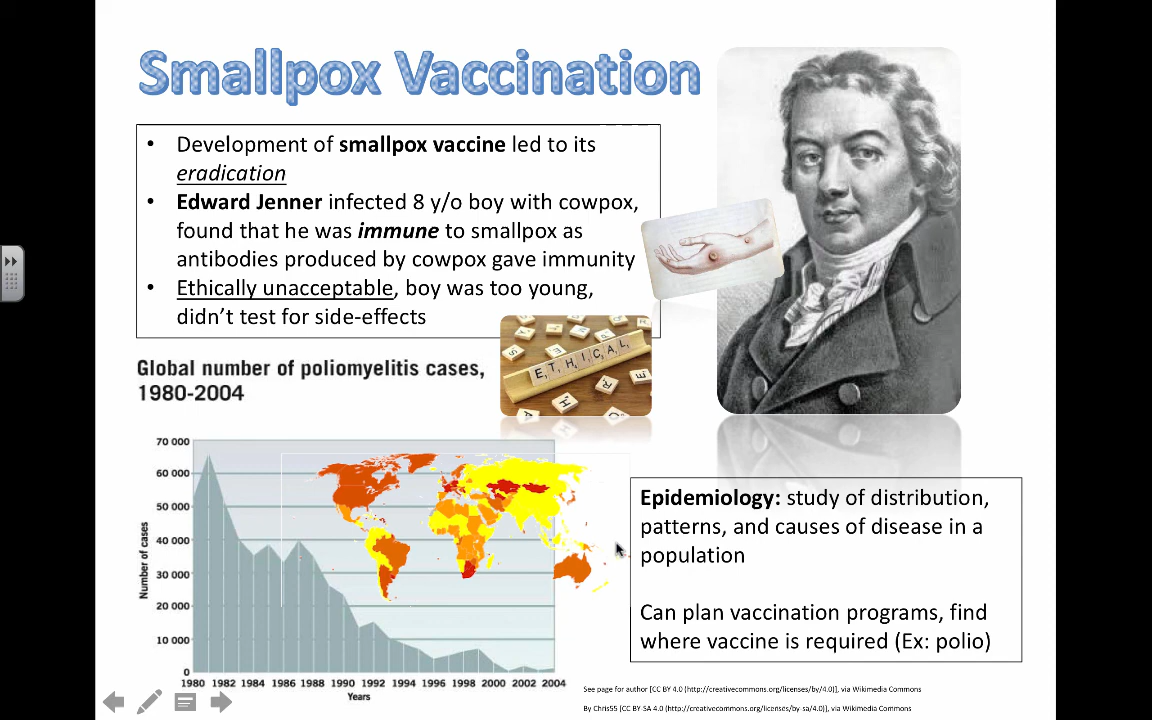 Smallpox Vaccination
• Development of smallpox vaccine led to its
eradication
• Edward Jenner infected 8 y/o boy with cowpox,
found that he was immune to smallpox as
antibodies produced by cowpox gave immunity
• Ethically unacceptable, boy was too young,
didn't test for side-effects
ETHICAL
Global number of poliomyelitis cases,
1980-2004
Number of cases
70 000
60 000
50 000
40 000
30 000
20 000
10 000
0
1980 1982 1984 1986 1988 1990 1992 1994 1996 1998 2000 2002 2004
Years
Epidemiology: study of distribution,
patterns, and causes of disease in a
population
Can plan vaccination programs, find
where vaccine is required (Ex: polio)
See page for author [CC BY 4.0 (http://creativecommons.org/licenses/by/4.0)], via Wikimedia Commons
By Chris55 [CC BY-SA 4.0 (http://creativecommons.org/licenses/by-sa/4.0)], via Wikimedia Commons